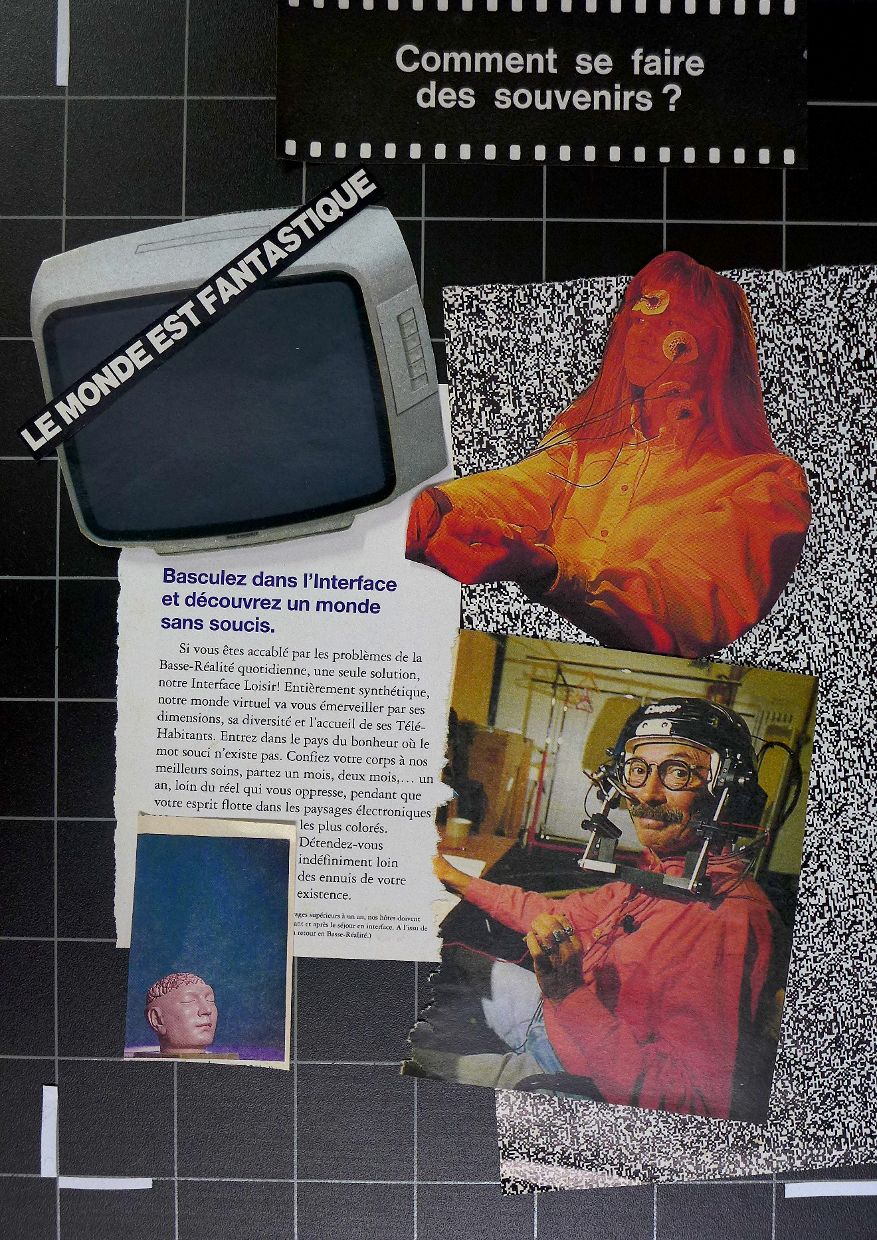 Comment se faire
des souvenirs ?
LE MONDE EST FANTASTIQUE
Basculez dans l'Interface
et découvrez un monde
sans soucis.
Si vous êtes accablé par les problèmes de la
Basse-Réalité quotidienne, une seule solution,
notre Interface Loisir! Entièrement synthétique,
notre monde virtuel va vous émerveiller par ses
dimensions, sa diversité et l'accueil de ses Télé-
Habitants. Entrez dans le pays du bonheur où le
mot souci n'existe pas. Confiez votre corps à nos
meilleurs soins, partez un mois, deux mois,... un
an, loin du réel qui vous oppresse, pendant que
votre esprit flotte dans les paysages électroniques
les plus colorés.
Détendez-vous
indéfiniment loin
des ennuis de votre
existence.
ages supérieurs à un an, nos hôtes doivent
ant et après le séjour en interface. A l'issu de
retour en Basse-Réalité.)
Cooper